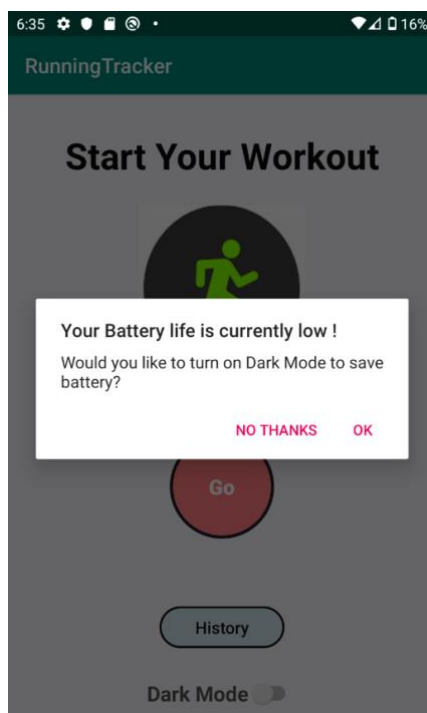 6:35
16%
RunningTracker
Start Your Workout
Your Battery life is currently low !
Would you like to turn on Dark Mode to save
battery?
NO THANKS OK
Go
History
Dark Mode